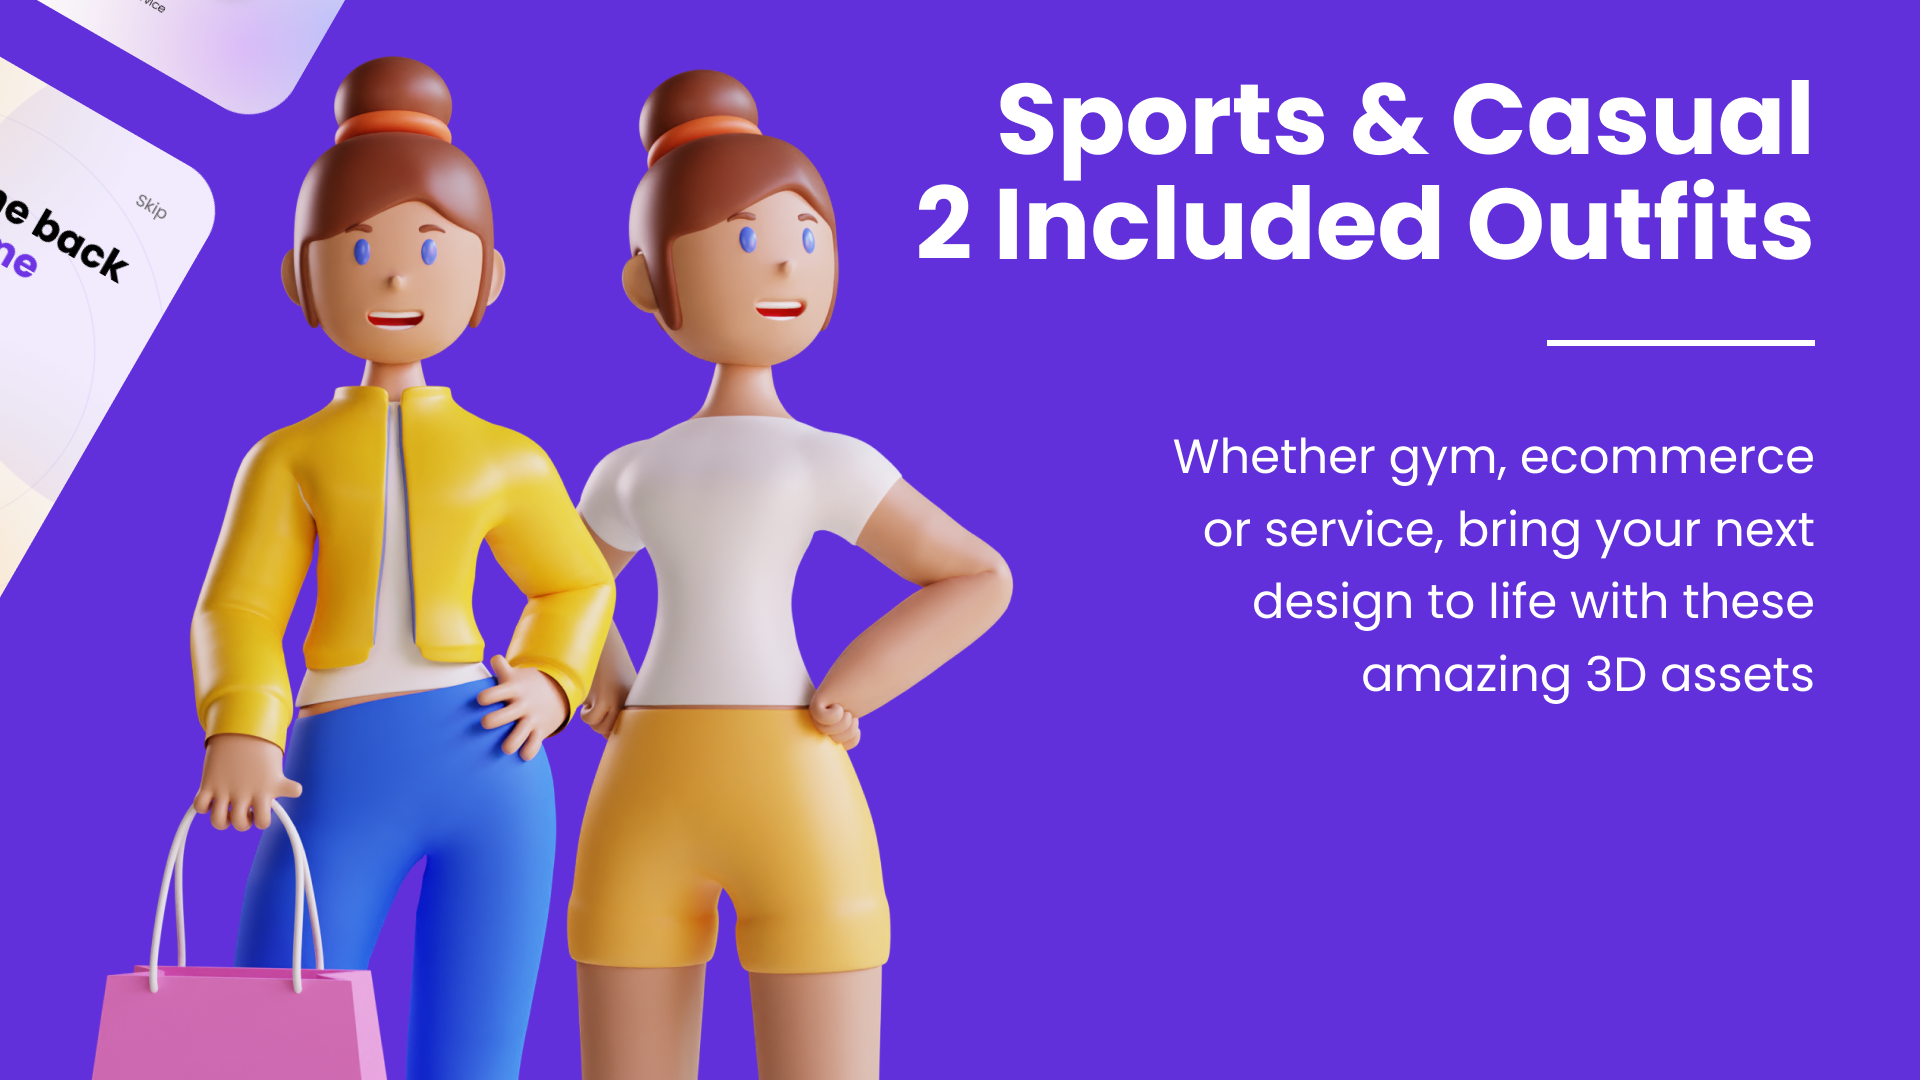 Sports & Casual
2 Included Outfits
Whether gym, ecommerce
or service, bring your next
design to life with these
amazing 3D assets
Skip
back